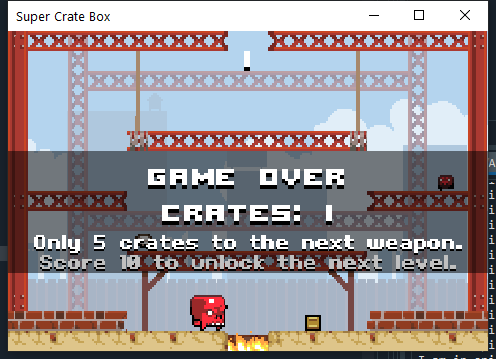 Super Crate Box
GAME OVER
CRATES: 1
Only 5 crates to the next weapon.
Score 10 to unlock the next level.